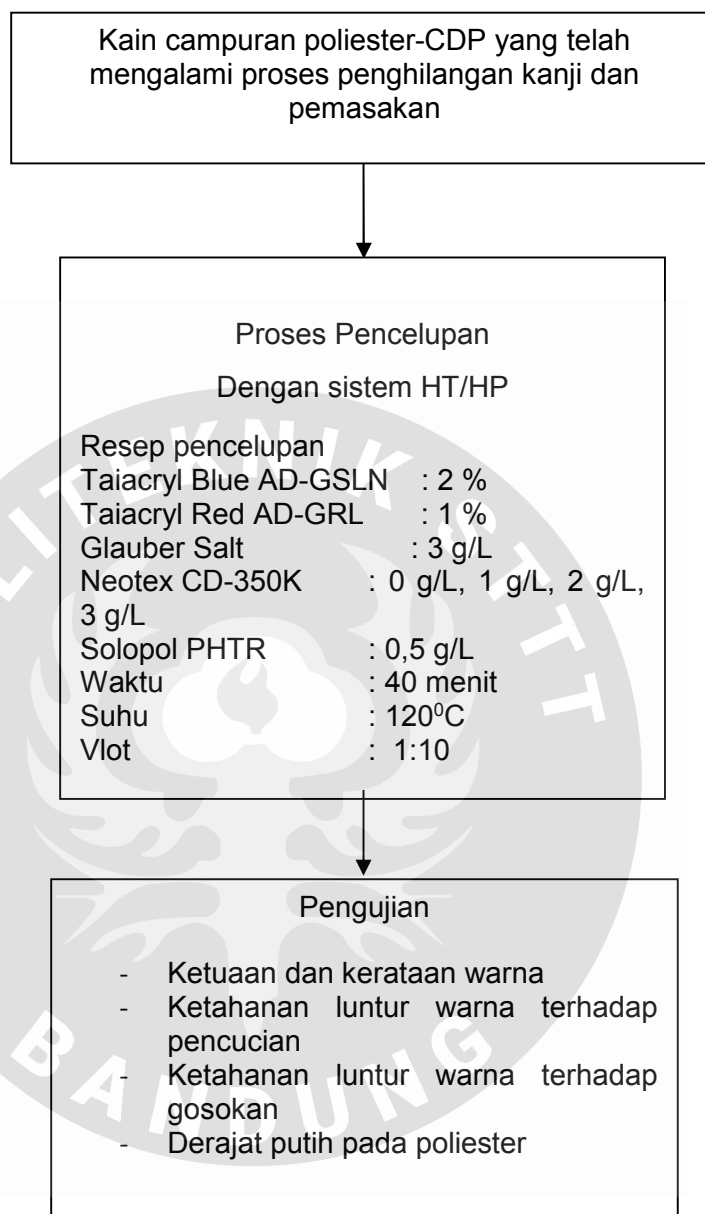 Kain campuran poliester-CDP yang telah
mengalami proses penghilangan kanji dan
pemasakan
Proses Pencelupan
Dengan sistem HT/HP
Resep pencelupan
Taiacryl Blue AD-GSLN : 2 %
Taiacryl Red AD-GRL : 1 %
Glauber Salt : 3 g/L
Neotex CD-350K : 0 g/L, 1 g/L, 2 g/L,
3 g/L
Solopol PHTR : 0,5 g/L
Waktu : 40 menit
Suhu : 120⁰C
Vlot : 1:10
Pengujian
- Ketuaan dan kerataan warna
- Ketahanan luntur warna terhadap
pencucian
- Ketahanan luntur warna terhadap
gosokan
- Derajat putih pada poliester
LITEKNIK STTT
BANDUNG